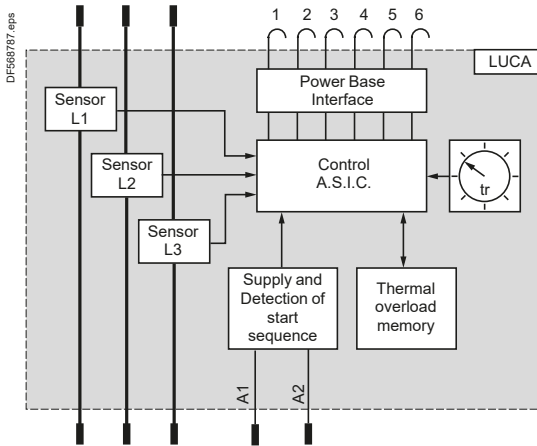 DF568787.eps
1 2 3 4 5 6
LUCA
Power Base
Interface
Sensor
L1
Sensor
L2
Sensor
L3
Control
A.S.I.C.
tr
Supply and
Detection of
start
sequence
Thermal
overload
memory
A1
A2